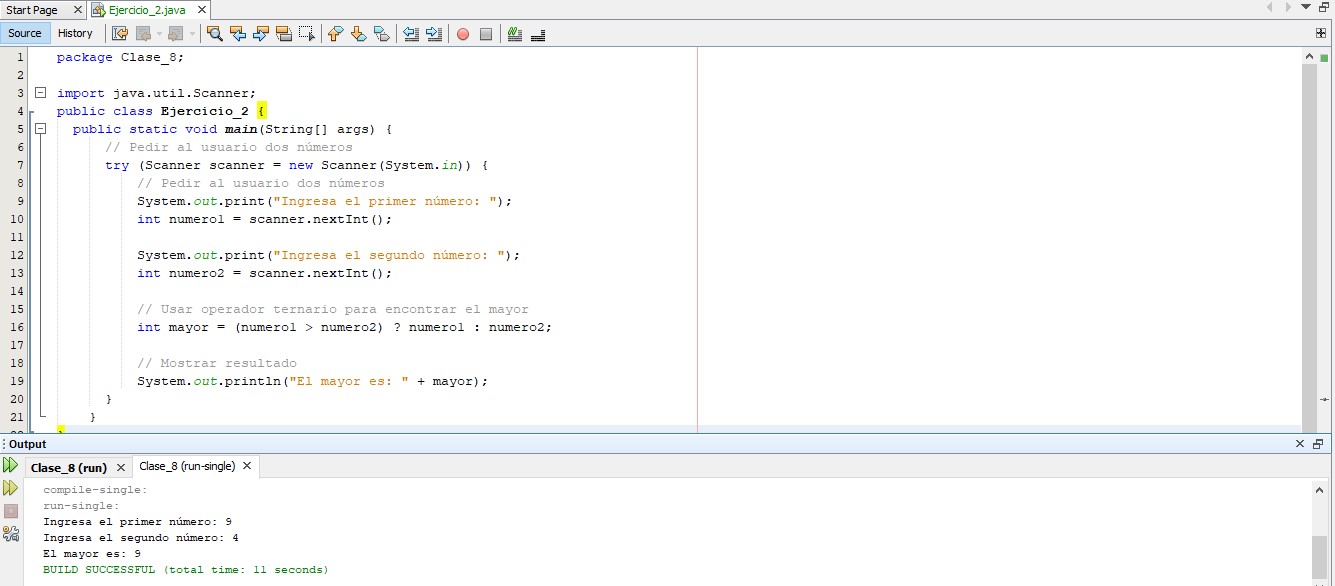 Start Page
Ejercicio_2.java
Source History
1 package Clase_8;
2
3 import java.util.Scanner;
4 public class Ejercicio_2 {
5 public static void main(String[] args) {
6 // Pedir al usuario dos números
7 try (Scanner scanner = new Scanner(System.in)) {
8 // Pedir al usuario dos números
9 System.out.print("Ingresa el primer número: ");
10 int numero1 = scanner.nextInt();
11
12 System.out.print("Ingresa el segundo número: ");
13 int numero2 = scanner.nextInt();
14
15 // Usar operador ternario para encontrar el mayor
16 int mayor = (numero1 > numero2) ? numero1 : numero2;
17
18 // Mostrar resultado
19 System.out.println("El mayor es: " + mayor);
20 }
21 }
Output
Clase_8 (run) Clase_8 (run-single)
compile-single:
run-single:
Ingresa el primer número: 9
Ingresa el segundo número: 4
El mayor es: 9
BUILD SUCCESSFUL (total time: 11 seconds)